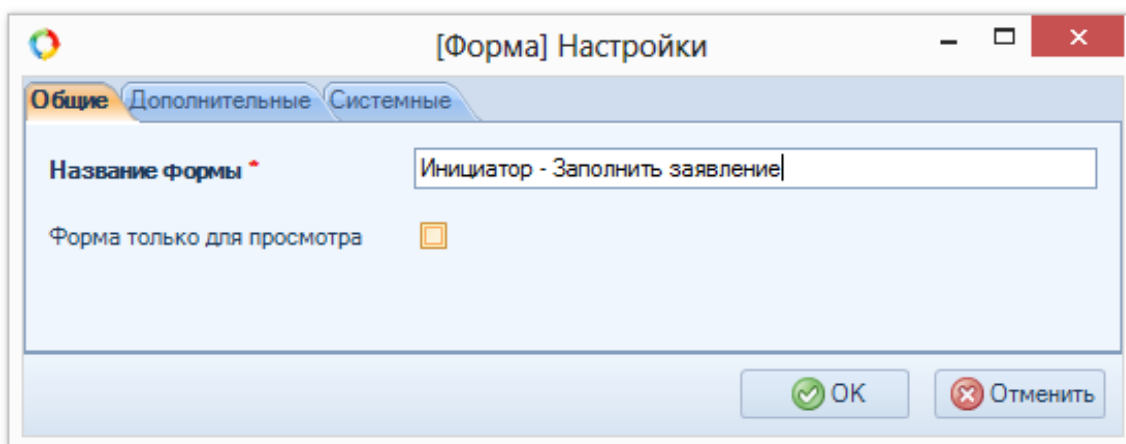 [Форма] Настройки
Общие Дополнительные Системные
Название формы * Инициатор - Заполнить заявление
Форма только для просмотра
OK Отменить